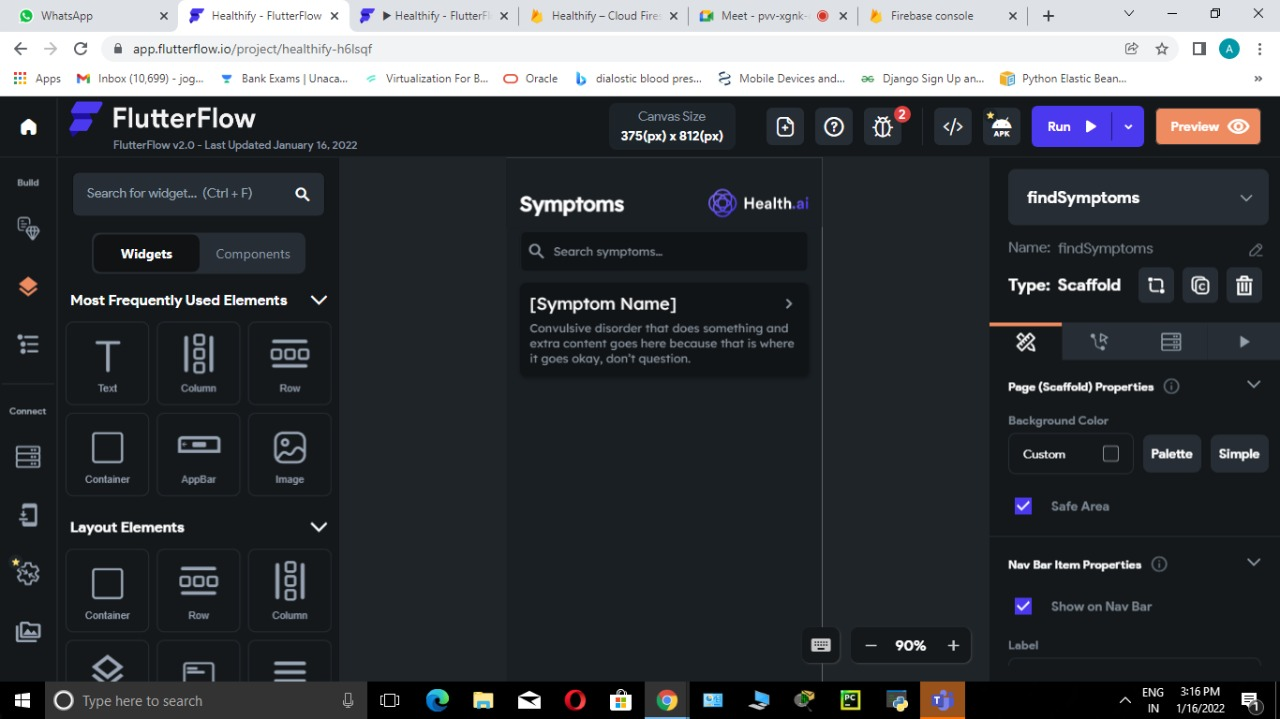 WhatsApp
Healthify - FlutterFlow
Healthify - FlutterF
Healthify – Cloud Fires
Meet - pvv-xgnk-
Firebase console
app.flutterflow.io/project/healthify-h6lsqf
A
Apps
Inbox (10,699) - jog...
Bank Exams | Unaca...
Virtualization For B...
Oracle
dialostic blood pres...
Mobile Devices and...
Django Sign Up an...
Python Elastic Bean...
»
FlutterFlow
FlutterFlow v2.0 - Last Updated January 16, 2022
Canvas Size
375(px) x 812(px)
2
</>
APK
Run
Preview
Build
Connect
Search for widget... (Ctrl + F)
Widgets
Components
Most Frequently Used Elements
Text
Column
Row
Container
AppBar
Image
Layout Elements
Container
Row
Column
Symptoms
Health.ai
Search symptoms...
[Symptom Name]
Convulsive disorder that does something and
extra content goes here because that is where
it goes okay, don't question.
90%
findSymptoms
Name: findSymptoms
Type: Scaffold
Page (Scaffold) Properties
Background Color
Custom
Palette
Simple
Safe Area
Nav Bar Item Properties
Show on Nav Bar
Label
Type here to search
PC
ENG
IN
3:16 PM
1/16/2022
1